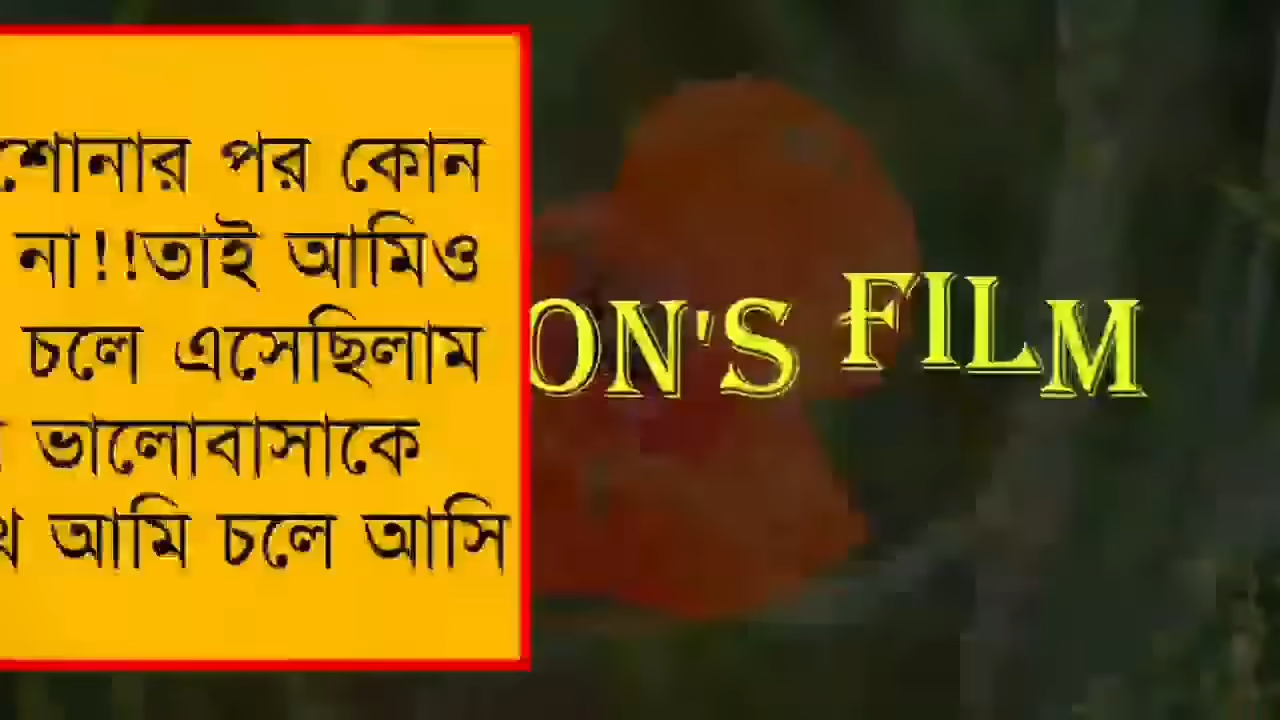 শোনার পর কোন
না!!তাই আমিও
চলে এসেছিলাম
ভালোবাসাকে
আমি চলে আসি
ON'S FILM